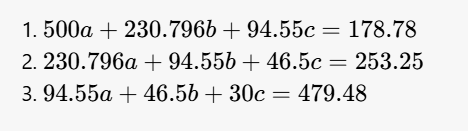 1. 500a + 230.796b + 94.55c = 178.78
2. 230.796a + 94.55b + 46.5c = 253.25
3. 94.55a + 46.5b + 30c = 479.48